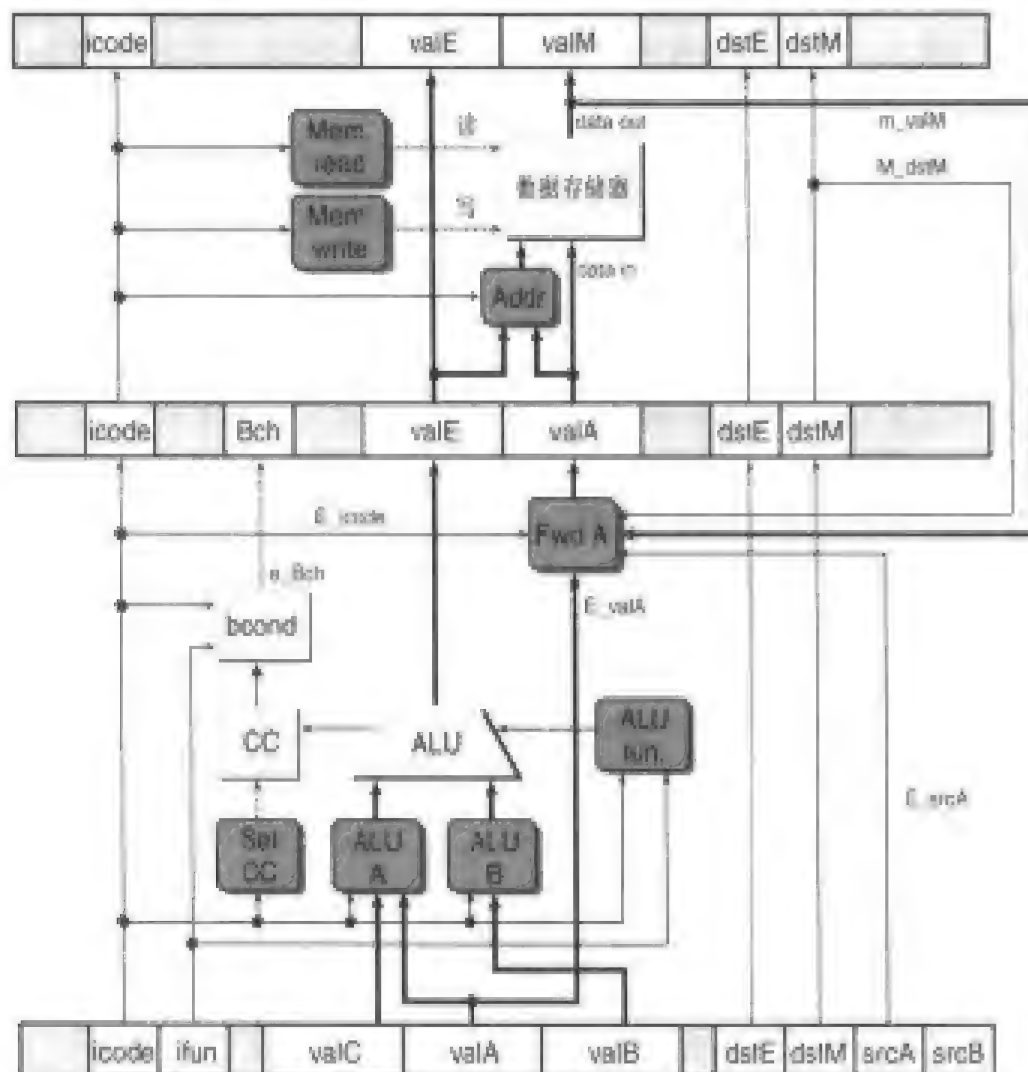 icode valE valM dstE dstM
Mem. read
读
data out
m_valM
M_dstM
数据存储器
Mem. write
写
data in
Addr
icode Bch valE valA dstE dstM
E_icode
Fwd A
e_Bch
E_valA
bcond
CC
ALU
ALU fun.
Set CC
ALU A
ALU B
E_srcA
icode ifun valC valA valB dstE dstM srcA srcB